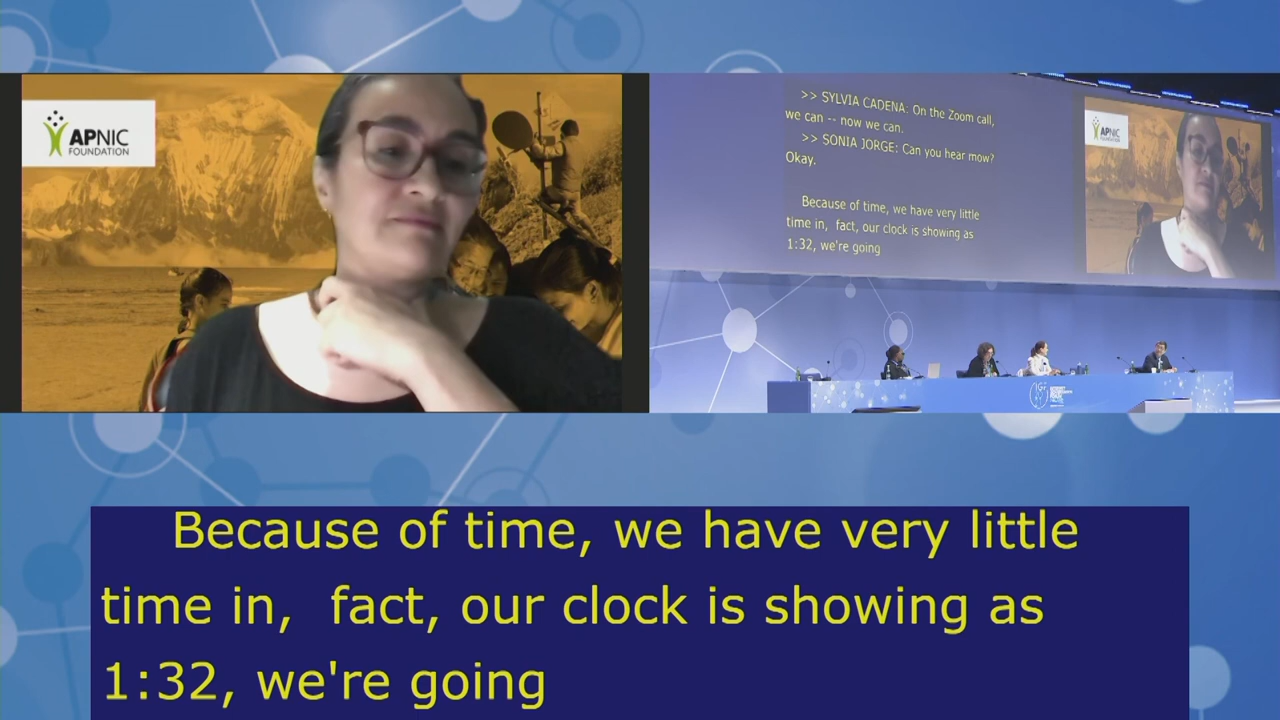 APNIC
FOUNDATION
>> SYLVIA CADENA: On the Zoom call,
we can -- now we can.
>> SONIA JORGE: Can you hear mow?
Okay.
Because of time, we have very little
time in,  fact, our clock is showing as
1:32, we're going
APNIC
FOUNDATION
Because of time, we have very little
time in,  fact, our clock is showing as
1:32, we're going